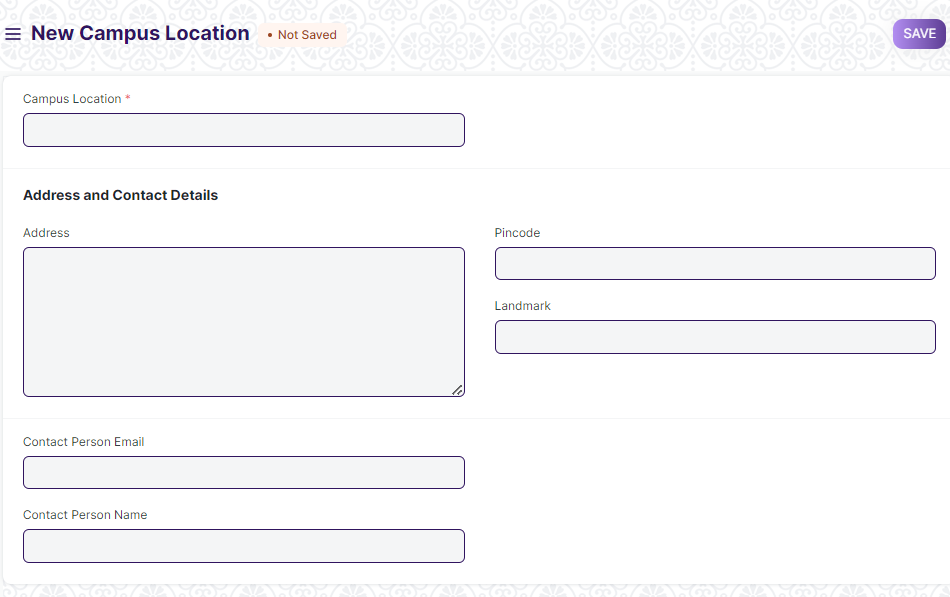 New Campus Location • Not Saved SAVE
Campus Location *
Address and Contact Details
Address
Pincode
Landmark
Contact Person Email
Contact Person Name